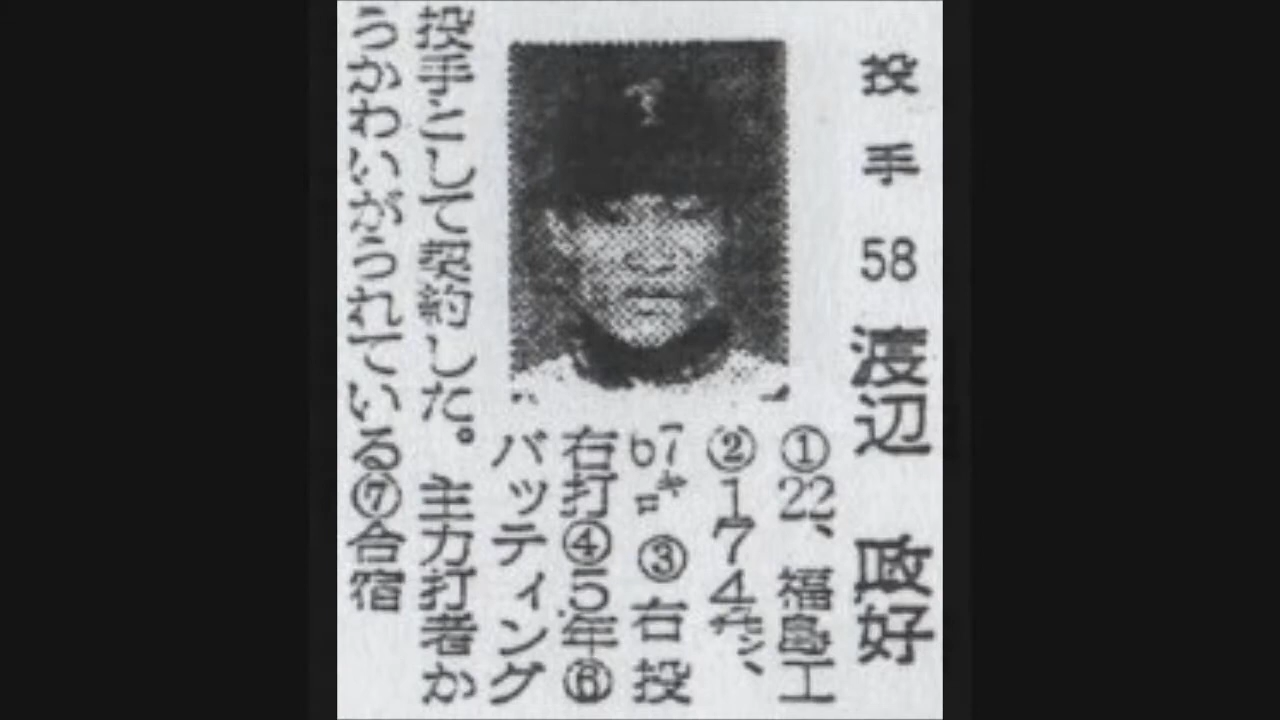 投手 58 渡辺 政好
①22、福島工
②174センチ、
67キロ ③右投
右打④5年⑥
バッティング
投手として契約した。主力打者か
らかわいがられている⑦合宿